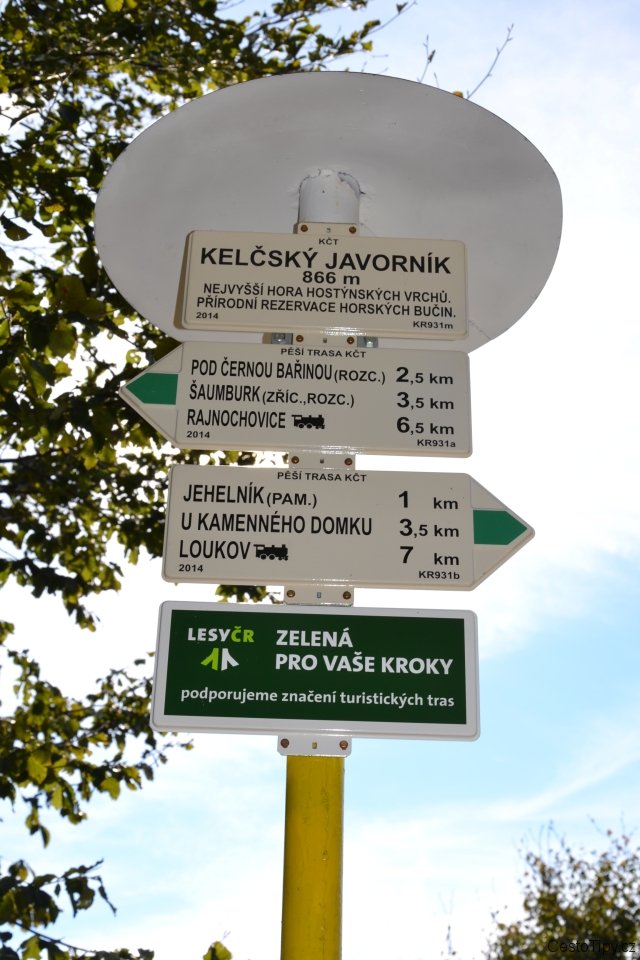 KČT
KELČSKÝ JAVORNÍK
866 m
NEJVYŠŠÍ HORA HOSTÝNSKÝCH VRCHŮ.
PŘÍRODNÍ REZERVACE HORSKÝCH BUČIN.
2014 KR931m
PĚŠÍ TRASA KČT
POD ČERNOU BAŘINOU (ROZC.) 2,5 km
ŠAUMBURK (ZŘÍC.,ROZC.) 3,5 km
RAJNOCHOVICE 6,5 km
2014 KR931a
PĚŠÍ TRASA KČT
JEHELNÍK (PAM.) 1 km
U KAMENNÉHO DOMKU 3,5 km
LOUKOV 7 km
2014 KR931b
LESY ČR
ZELENÁ
PRO VAŠE KROKY
podporujeme značení turistických tras
CestoTipy.cz